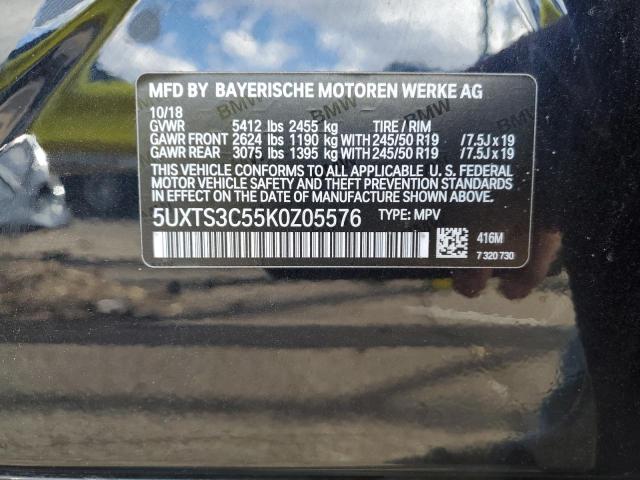 MFD BY BAYERISCHE MOTOREN WERKE AG
10/18
GVWR 5412 lbs 2455 kg TIRE / RIM
GAWR FRONT 2624 lbs 1190 kg WITH 245/50 R19 /7.5J x 19
GAWR REAR 3075 lbs 1395 kg WITH 245/50 R19 /7.5J x 19
THIS VEHICLE CONFORMS TO ALL APPLICABLE U. S. FEDERAL
MOTOR VEHICLE SAFETY AND THEFT PREVENTION STANDARDS
IN EFFECT ON THE DATE OF MANUFACTURE SHOWN ABOVE.
5UXTS3C55K0Z05576 TYPE: MPV
416M
7 320 730
BMW BMW BMW